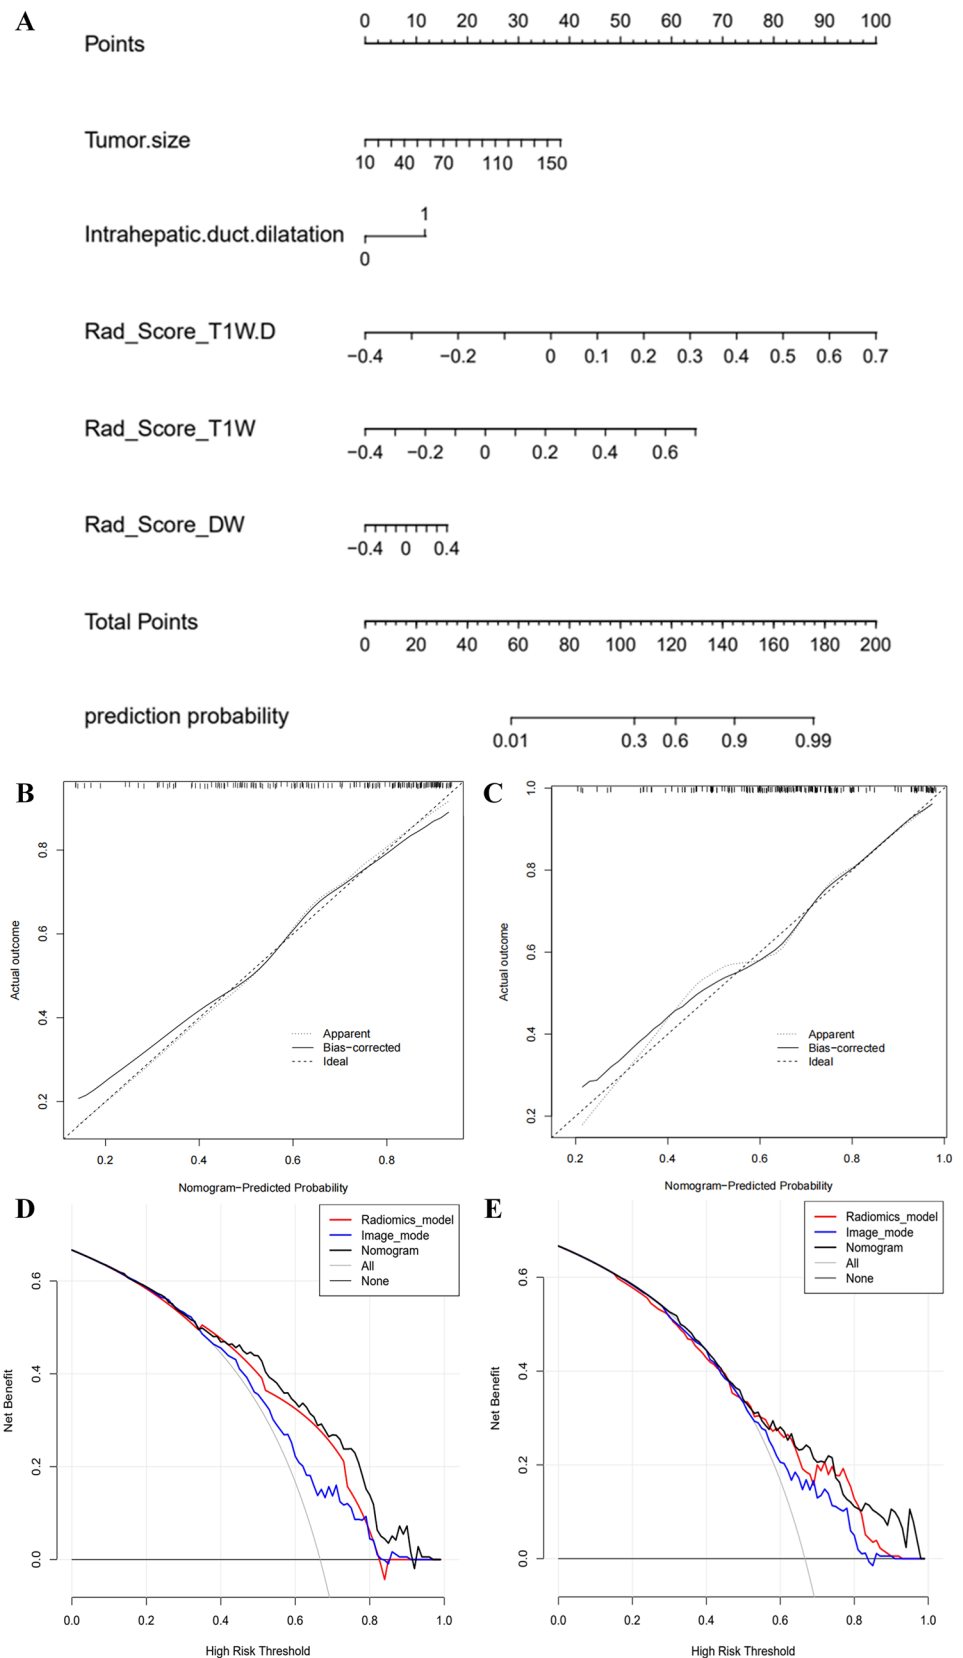 A
0 10 20 30 40 50 60 70 80 90 100
Points
Tumor.size
10 40 70 110 150
1
Intrahepatic.duct.dilatation
0
Rad_Score_T1W.D
−0.4 −0.2 0 0.1 0.2 0.3 0.4 0.5 0.6 0.7
Rad_Score_T1W
−0.4 −0.2 0 0.2 0.4 0.6
Rad_Score_DW
−0.4 0 0.4
Total Points
0 20 40 60 80 100 120 140 160 180 200
prediction probability
0.01 0.3 0.6 0.9 0.99
B
Actual outcome
0.8
0.6
0.4
0.2
Apparent
Bias−corrected
Ideal
0.2 0.4 0.6 0.8
Nomogram−Predicted Probability
C
Actual outcome
1.0
0.8
0.6
0.4
0.2
Apparent
Bias−corrected
Ideal
0.2 0.4 0.6 0.8 1.0
Nomogram−Predicted Probability
D
Radiomics_model
Image_mode
Nomogram
All
None
Net Benefit
0.6
0.4
0.2
0.0
0.0 0.2 0.4 0.6 0.8 1.0
High Risk Threshold
E
Radiomics_model
Image_mode
Nomogram
All
None
Net Benefit
0.6
0.4
0.2
0.0
0.0 0.2 0.4 0.6 0.8 1.0
High Risk Threshold